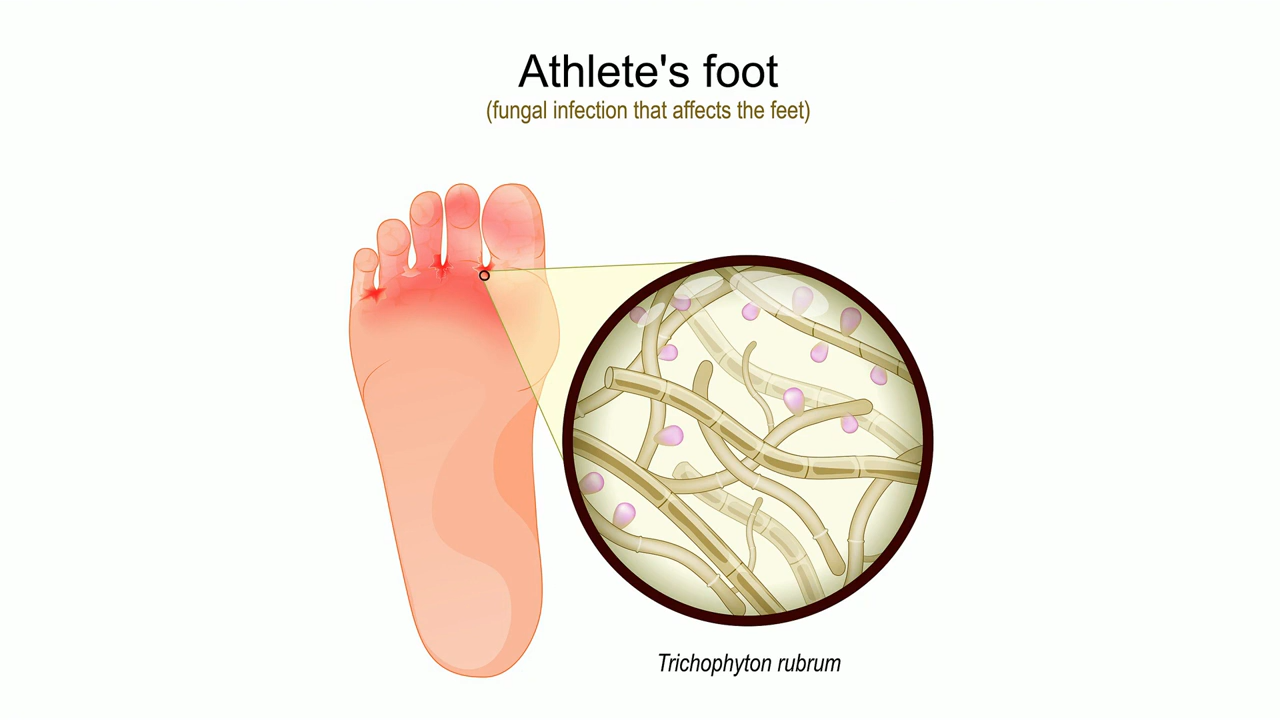 Athlete's foot
(fungal infection that affects the feet)
Trichophyton rubrum